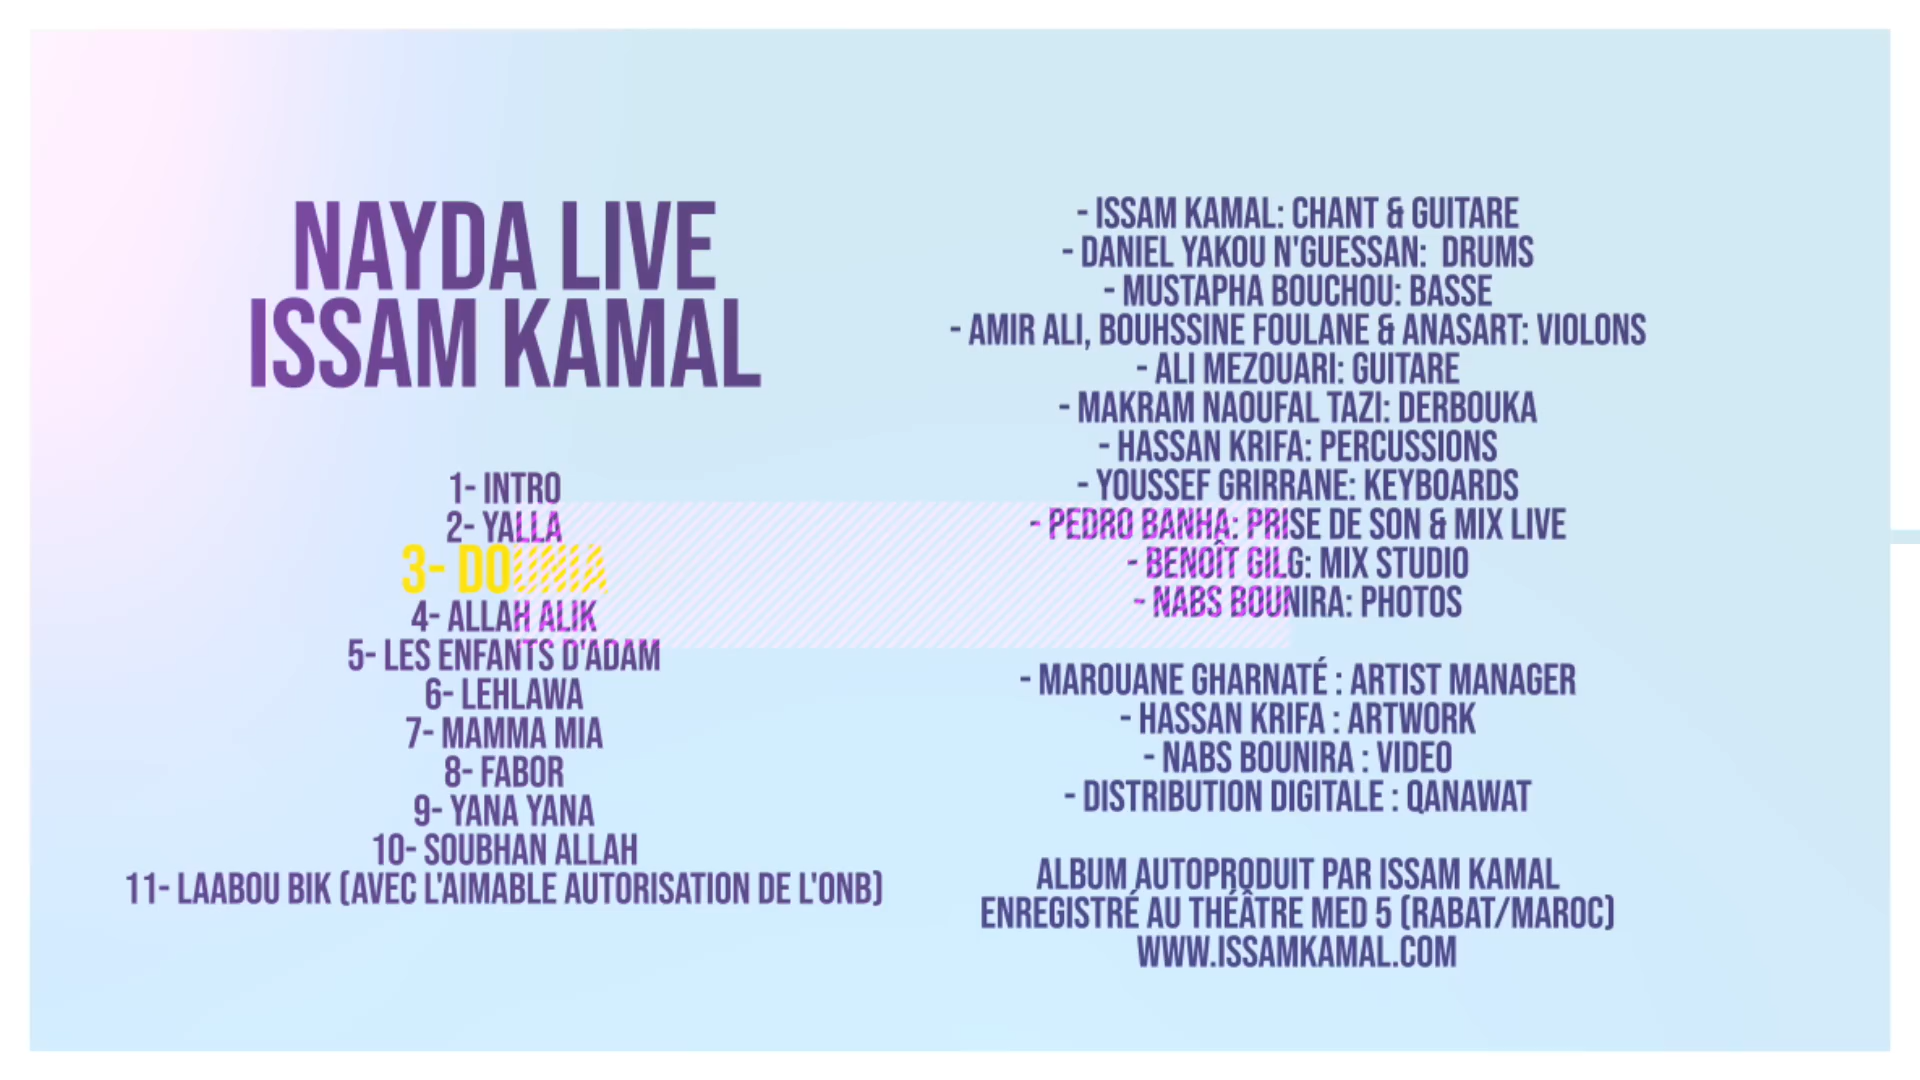 NAYDA LIVE
ISSAM KAMAL
1- INTRO
2- YALLA
3- DOUNIA
4- ALLAH ALIK
5- LES ENFANTS D'ADAM
6- LEHLAWA
7- MAMMA MIA
8- FABOR
9- YANA YANA
10- SOUBHAN ALLAH
11- LAABOU BIK (AVEC L'AIMABLE AUTORISATION DE L'ONB)
- ISSAM KAMAL: CHANT & GUITARE
- DANIEL YAKOU N'GUESSAN: DRUMS
- MUSTAPHA BOUCHOU: BASSE
- AMIR ALI, BOUHSSINE FOULANE & ANASART: VIOLONS
- ALI MEZOUARI: GUITARE
- MAKRAM NAOUFAL TAZI: DERBOUKA
- HASSAN KRIFA: PERCUSSIONS
- YOUSSEF GRIRRANE: KEYBOARDS
- PEDRO BANHA: PRISE DE SON & MIX LIVE
- BENOÎT GILG: MIX STUDIO
- NABS BOUNIRA: PHOTOS
- MAROUANE GHARNATÉ : ARTIST MANAGER
- HASSAN KRIFA : ARTWORK
- NABS BOUNIRA : VIDEO
- DISTRIBUTION DIGITALE : QANAWAT
ALBUM AUTOPRODUIT PAR ISSAM KAMAL
ENREGISTRÉ AU THÉÂTRE MED 5 (RABAT/MAROC)
WWW.ISSAMKAMAL.COM